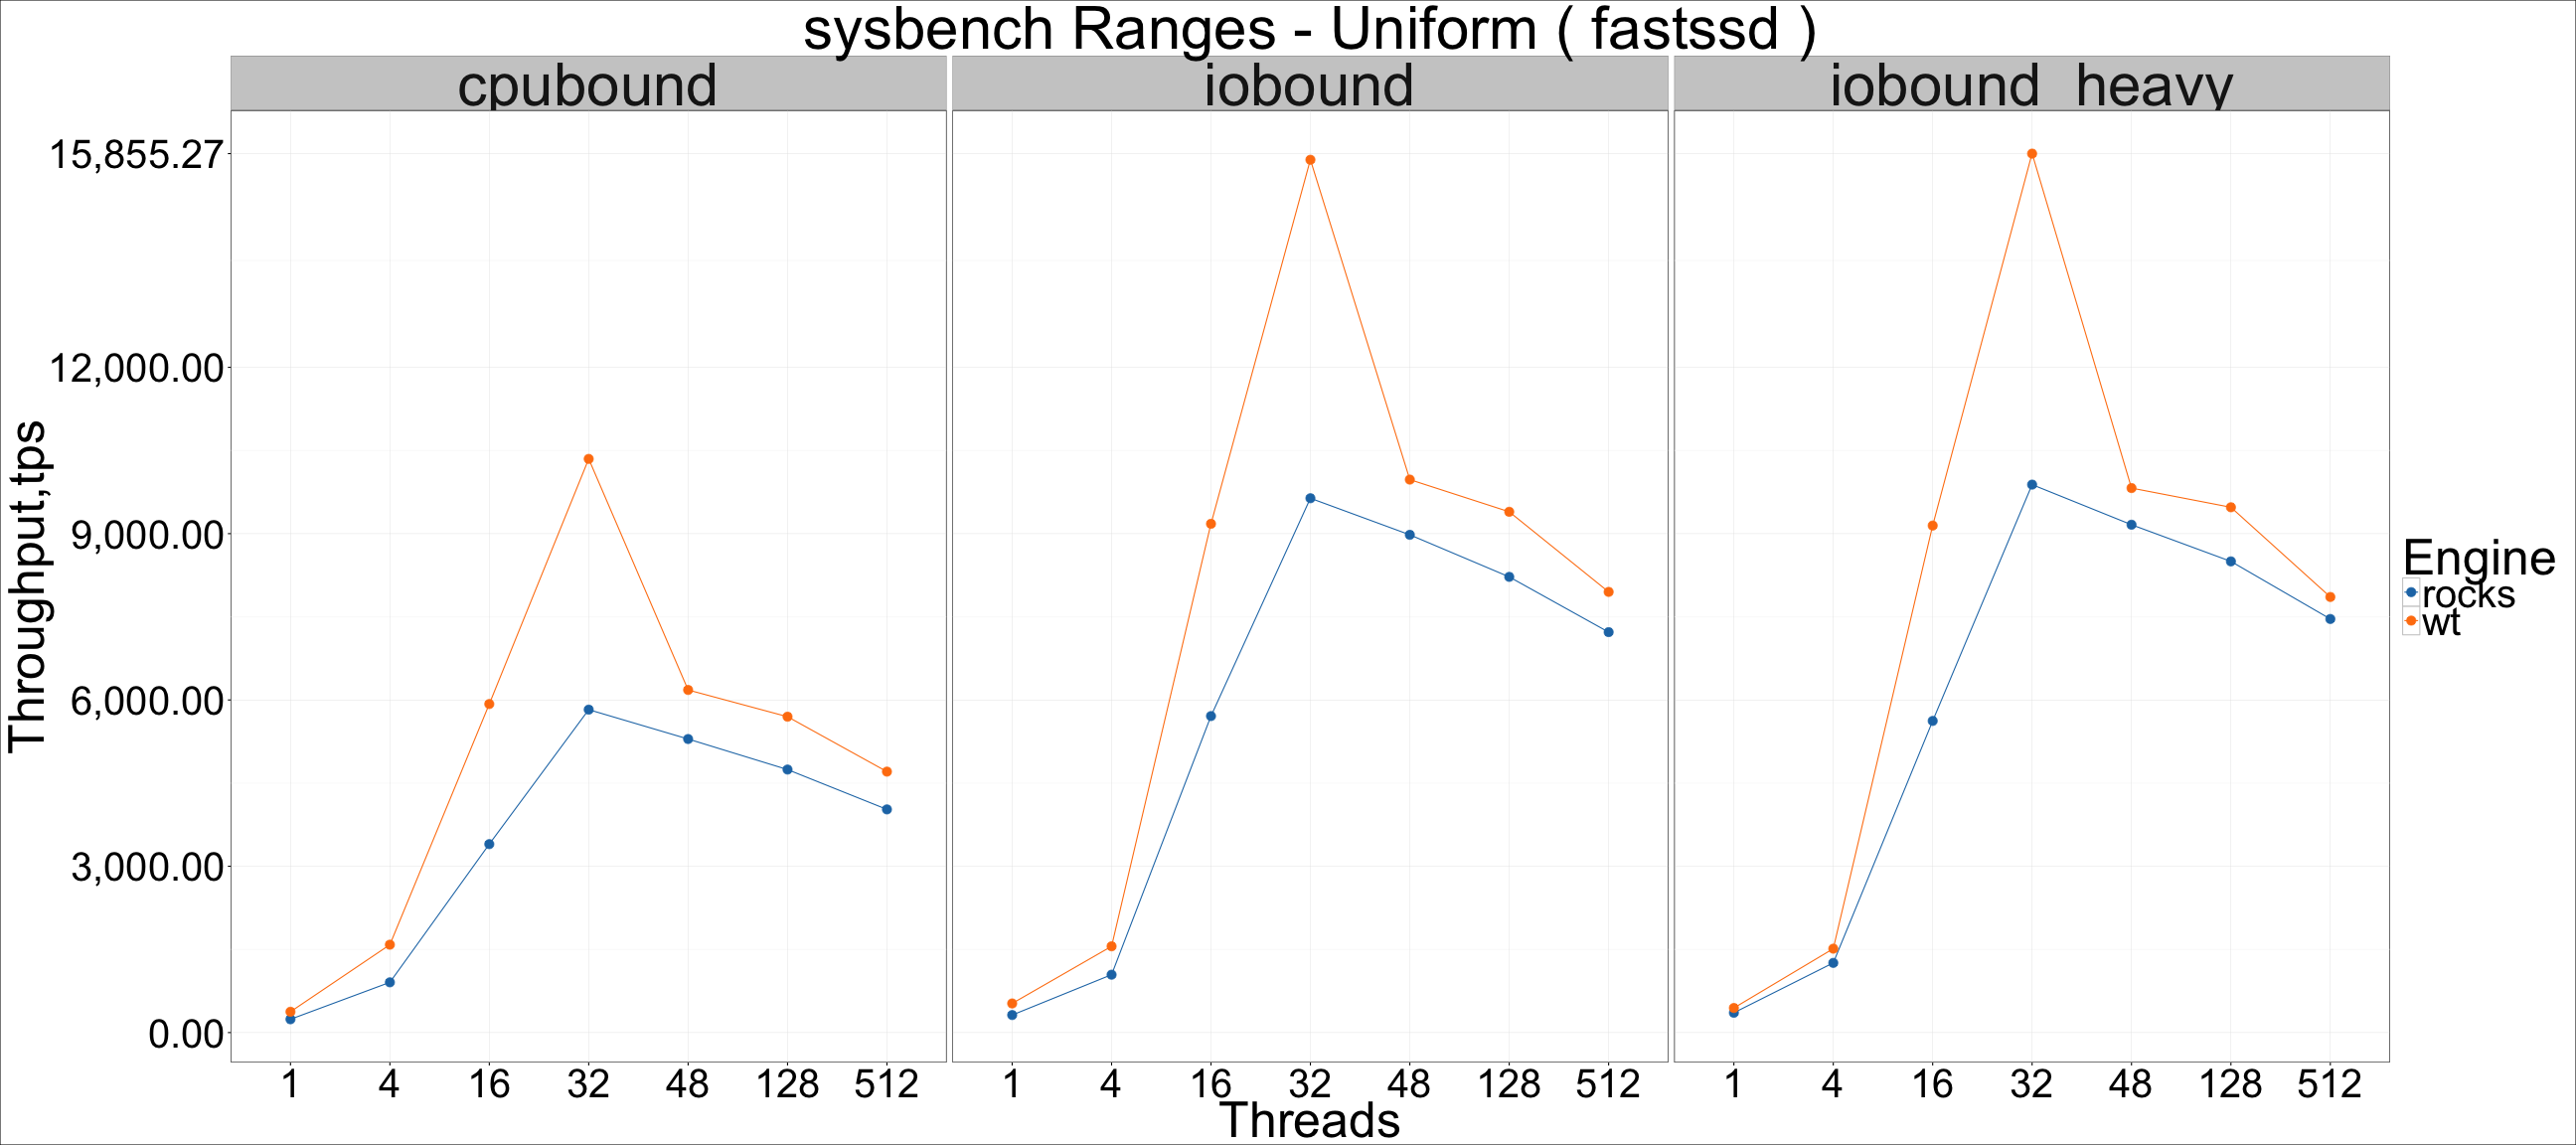 sysbench Ranges - Uniform ( fastssd )
cpubound
iobound
iobound heavy
Throughput,tps
15,855.27
12,000.00
9,000.00
6,000.00
3,000.00
0.00
1 4 16 32 48 128 512
1 4 16 32 48 128 512
1 4 16 32 48 128 512
Threads
Engine
rocks
wt